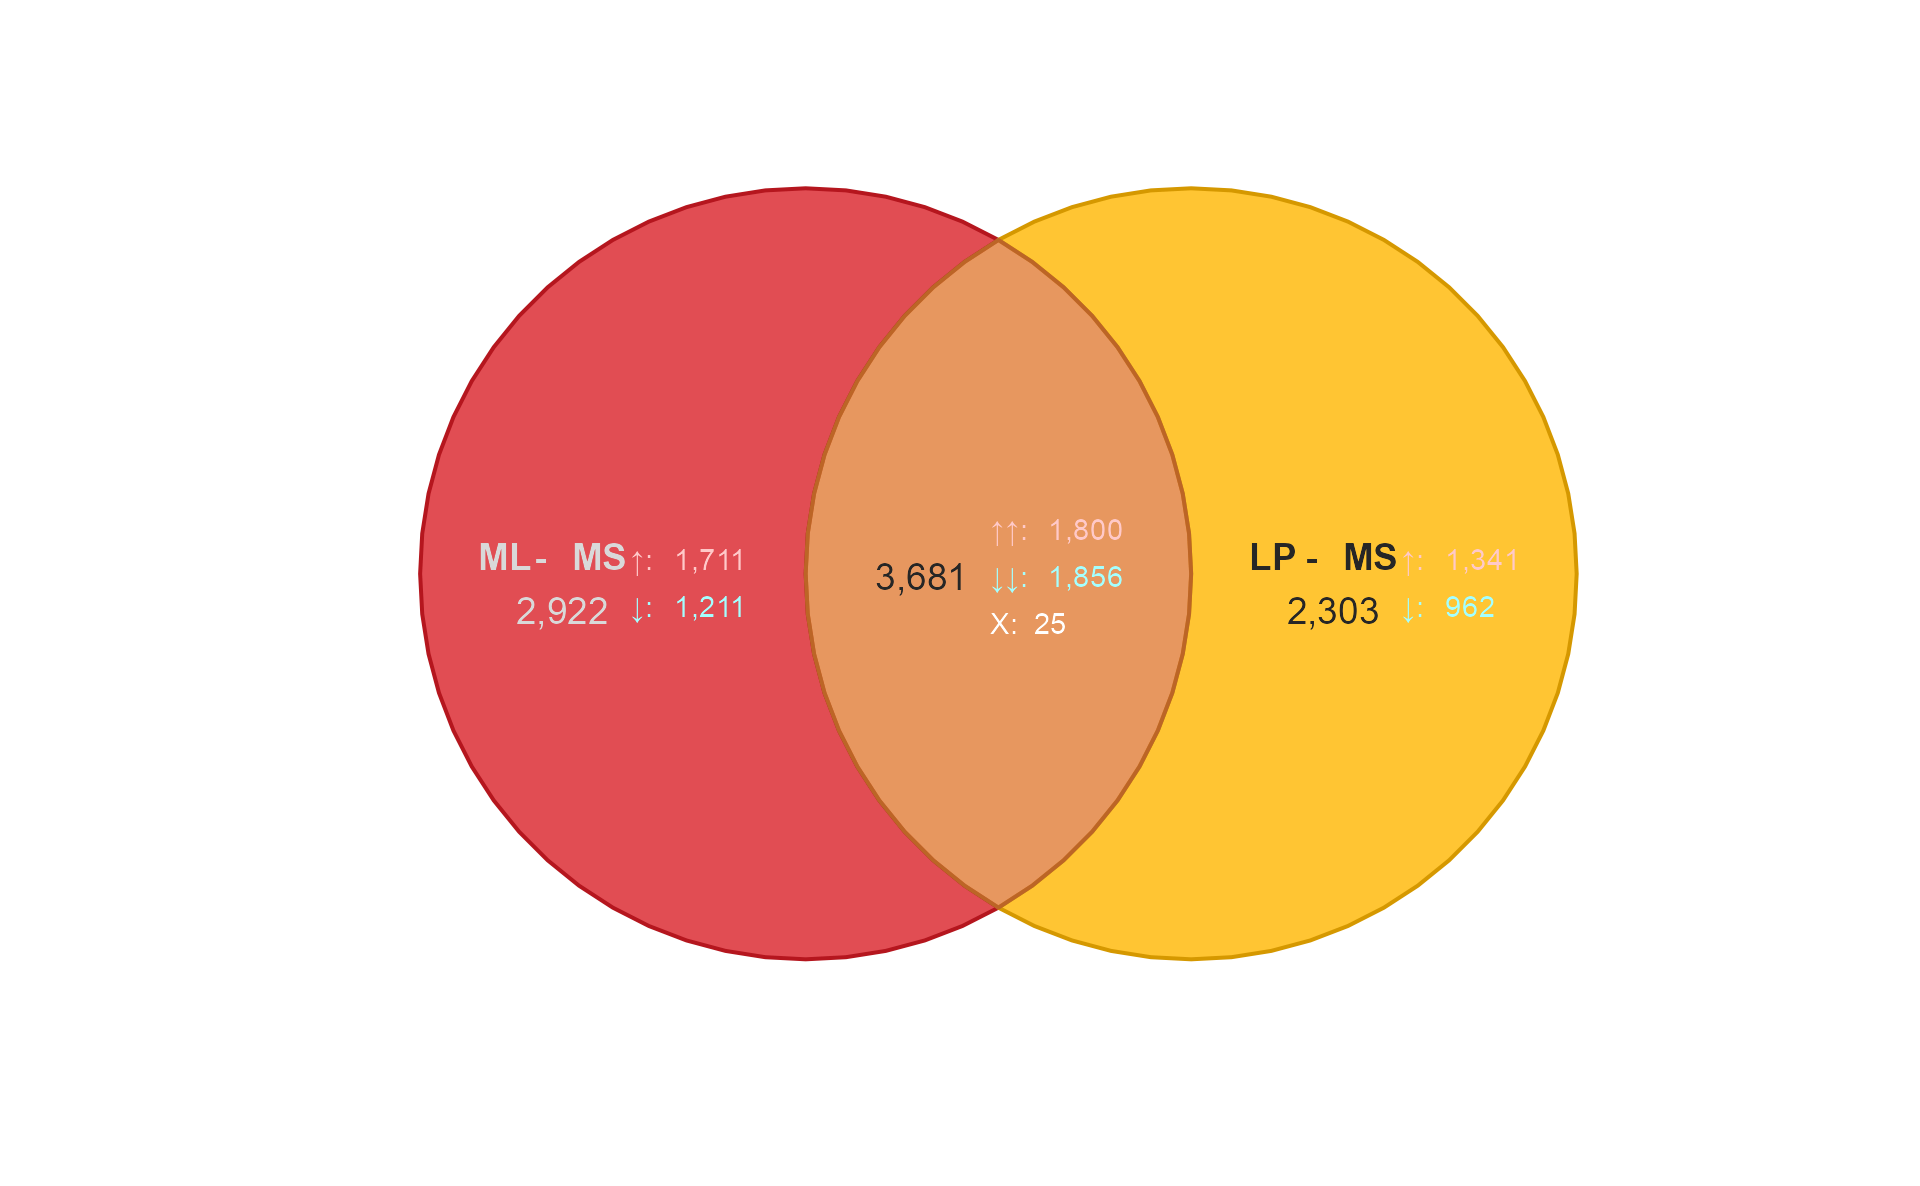 ML - MS ↑: 1,711
2,922 ↓: 1,211
↑↑: 1,800
3,681 ↓↓: 1,856
X: 25
LP - MS ↑: 1,341
2,303 ↓: 962